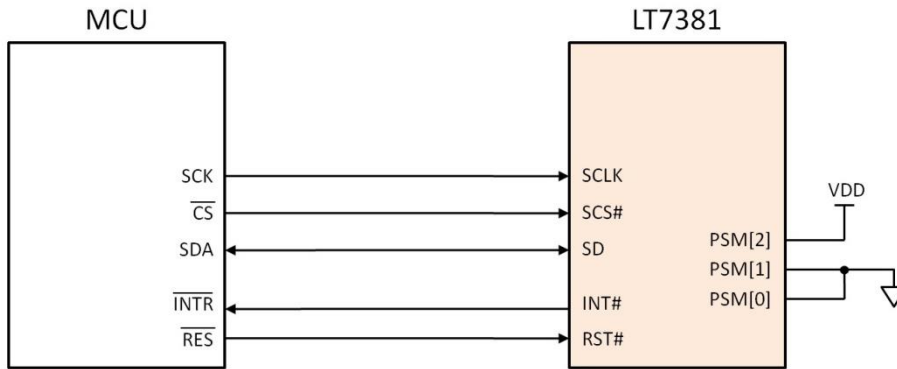 MCU
LT7381
SCK
SCLK
CS
SCS#
VDD
SDA
SD
PSM[2]
PSM[1]
INTR
INT#
PSM[0]
RES
RST#